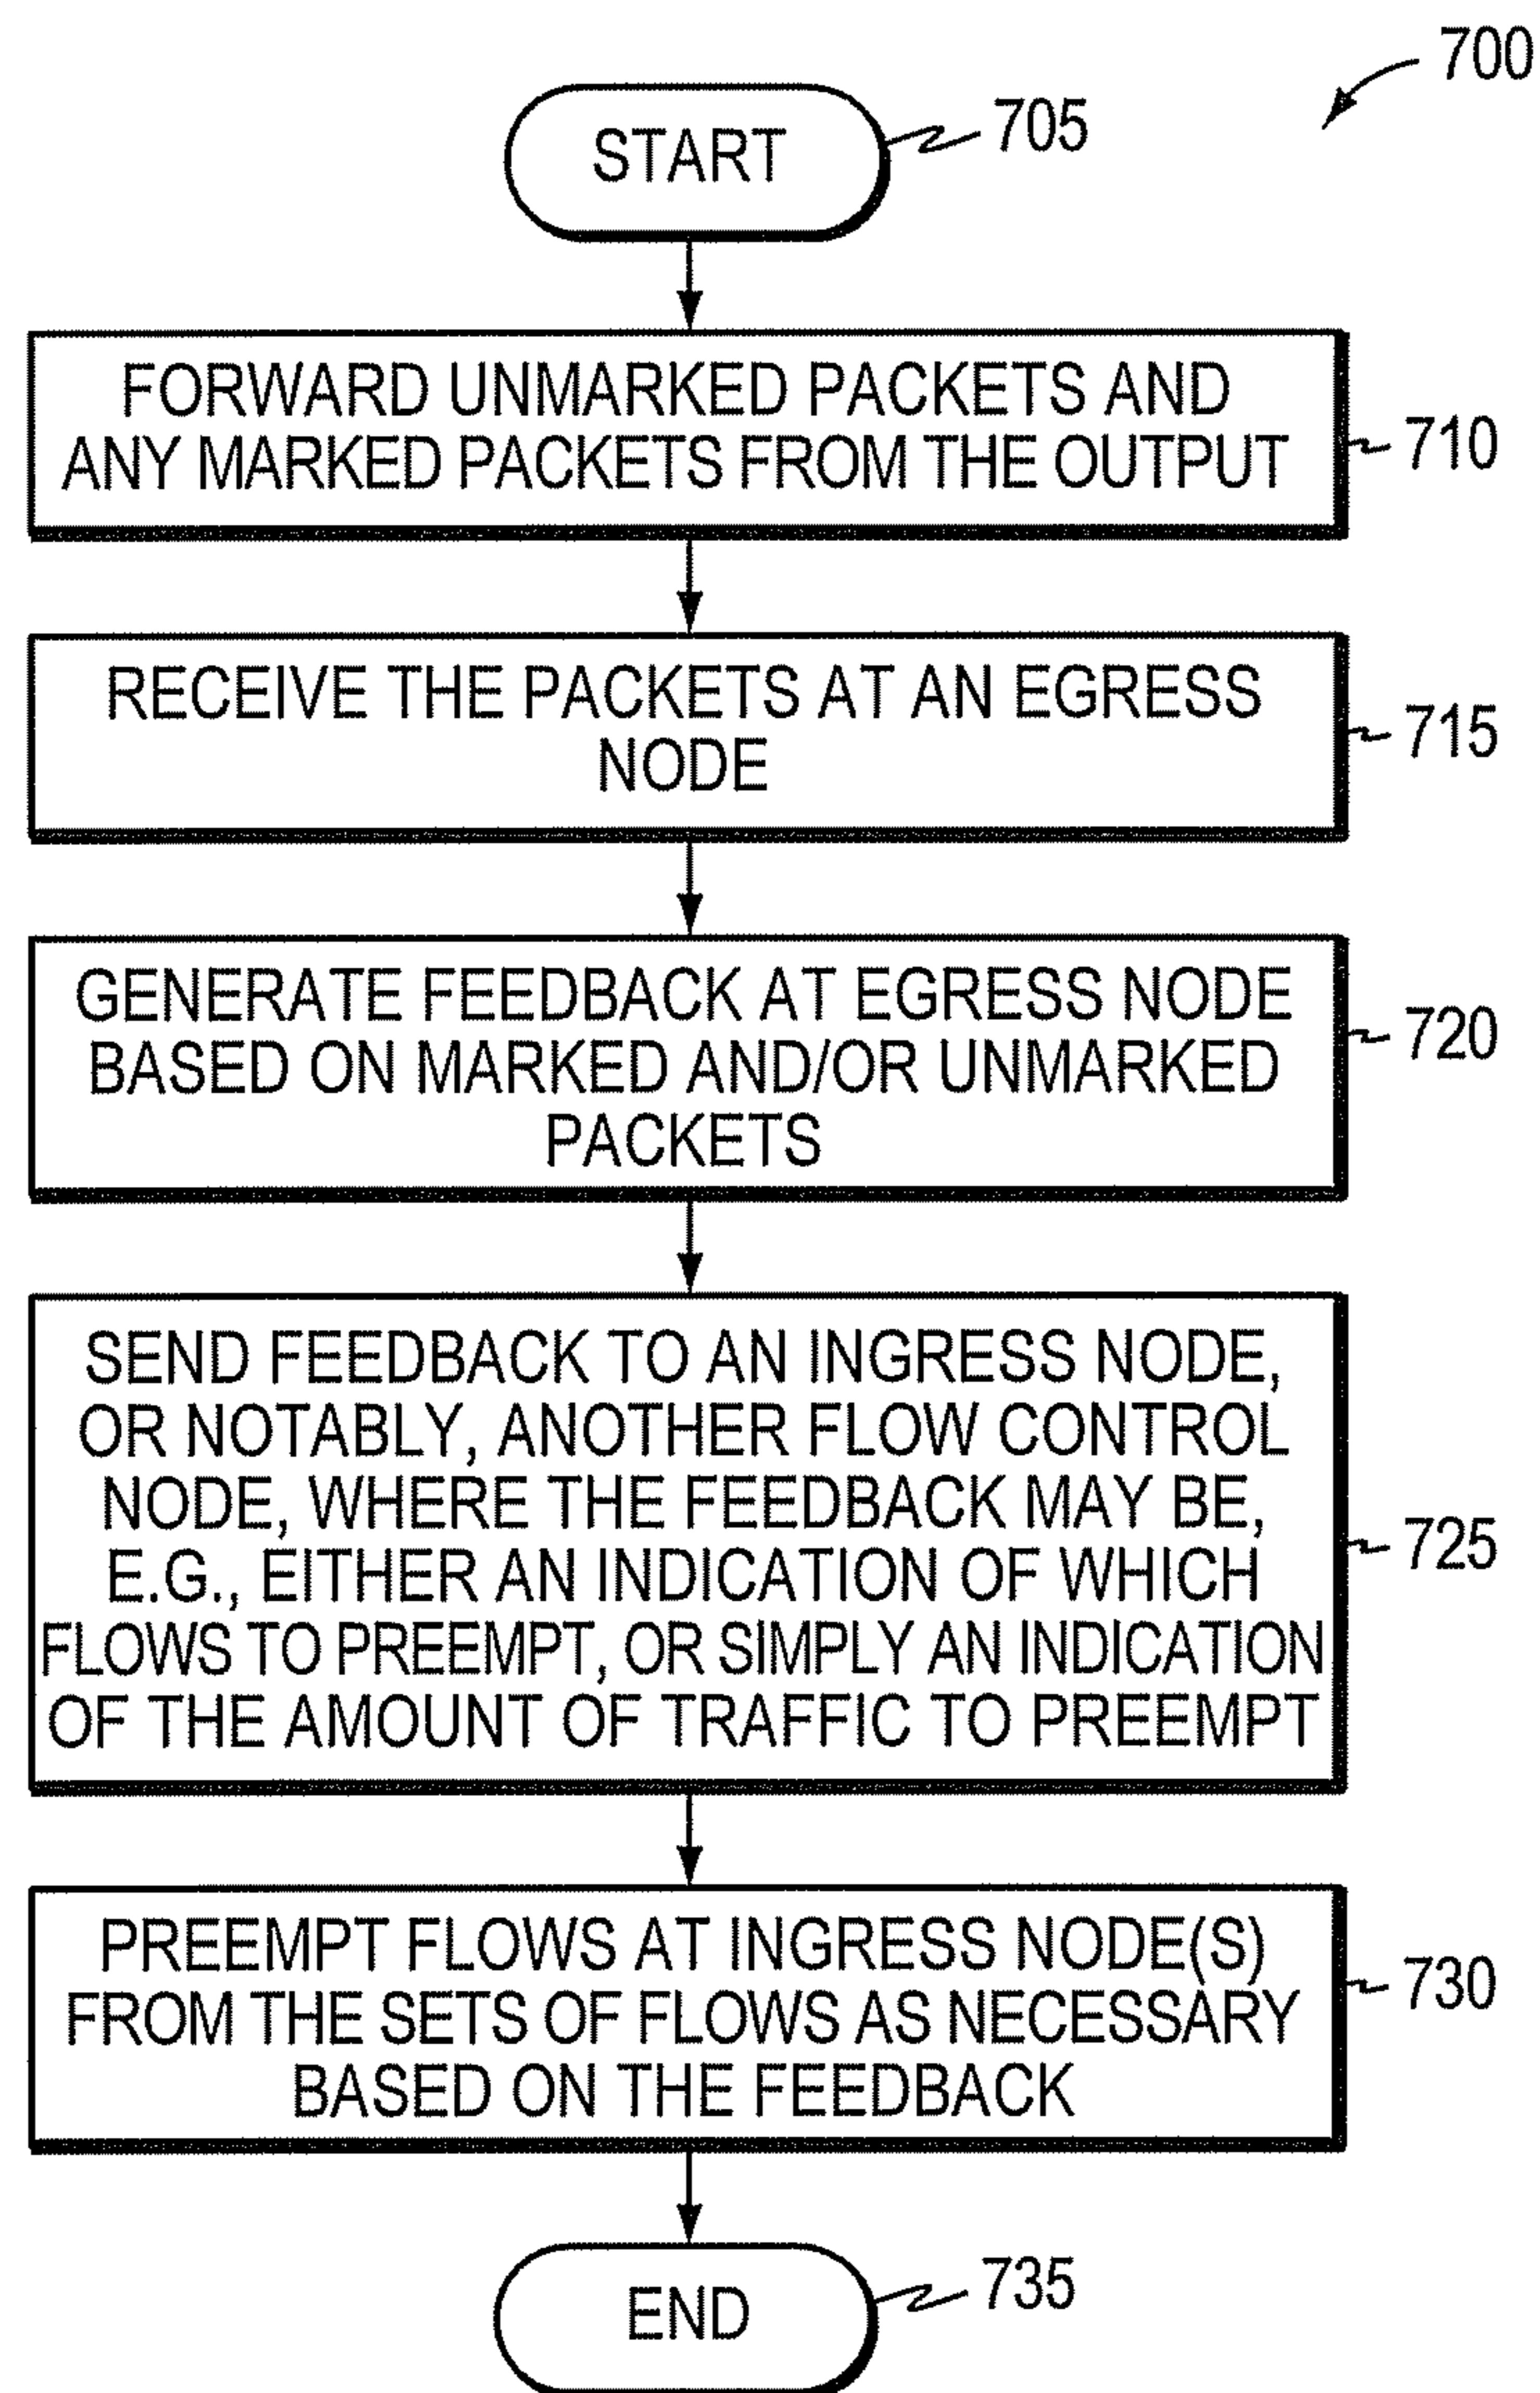 700
START
705
FORWARD UNMARKED PACKETS AND
ANY MARKED PACKETS FROM THE OUTPUT
710
RECEIVE THE PACKETS AT AN EGRESS
NODE
715
GENERATE FEEDBACK AT EGRESS NODE
BASED ON MARKED AND/OR UNMARKED
PACKETS
720
SEND FEEDBACK TO AN INGRESS NODE,
OR NOTABLY, ANOTHER FLOW CONTROL
NODE, WHERE THE FEEDBACK MAY BE,
E.G., EITHER AN INDICATION OF WHICH
FLOWS TO PREEMPT, OR SIMPLY AN INDICATION
OF THE AMOUNT OF TRAFFIC TO PREEMPT
725
PREEMPT FLOWS AT INGRESS NODE(S)
FROM THE SETS OF FLOWS AS NECESSARY
BASED ON THE FEEDBACK
730
END
735